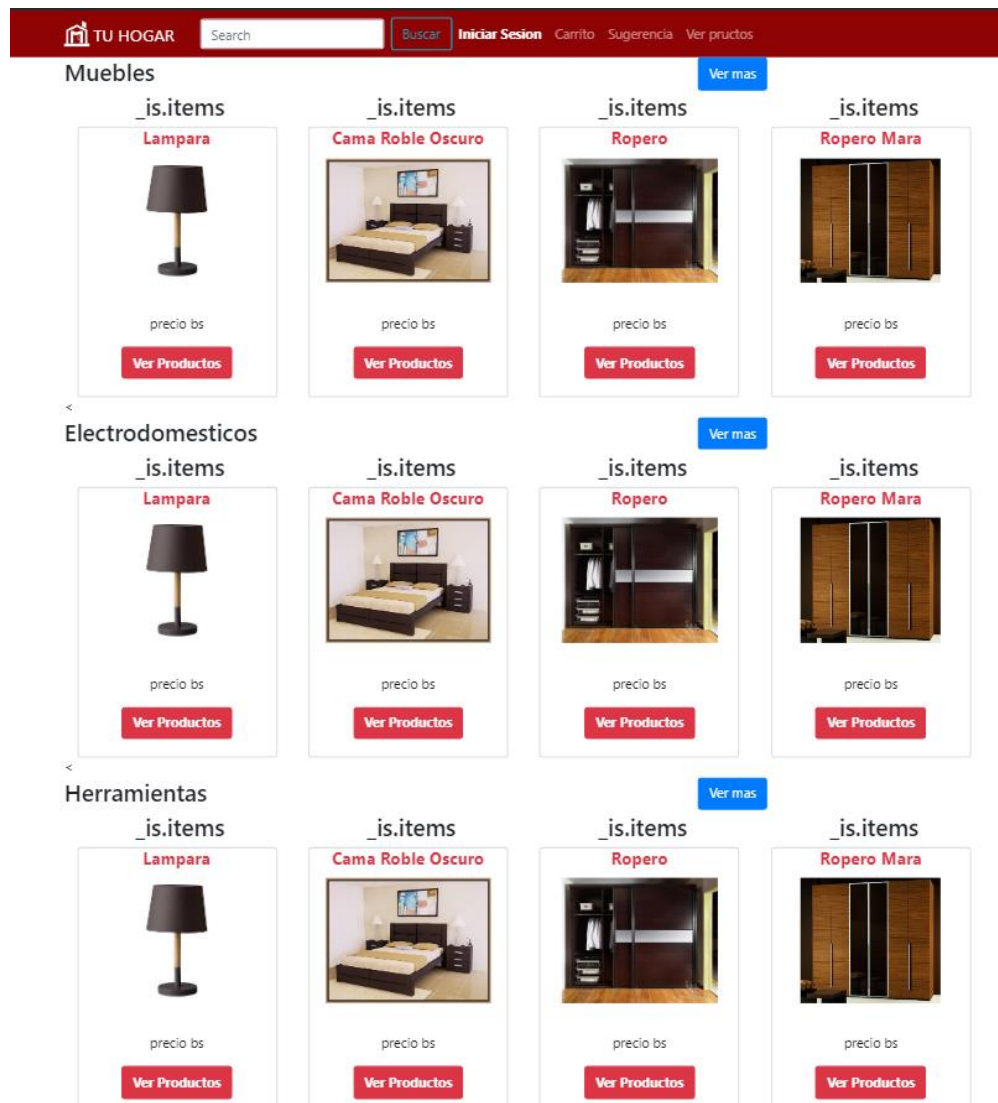 TU HOGAR Search Buscar Iniciar Sesion Carrito Sugerencia Ver pructos
Muebles Ver mas
_is.items _is.items _is.items _is.items
Lampara Cama Roble Oscuro Ropero Ropero Mara
precio bs precio bs precio bs precio bs
Ver Productos Ver Productos Ver Productos Ver Productos
<
Electrodomesticos Ver mas
_is.items _is.items _is.items _is.items
Lampara Cama Roble Oscuro Ropero Ropero Mara
precio bs precio bs precio bs precio bs
Ver Productos Ver Productos Ver Productos Ver Productos
<
Herramientas Ver mas
_is.items _is.items _is.items _is.items
Lampara Cama Roble Oscuro Ropero Ropero Mara
precio bs precio bs precio bs precio bs
Ver Productos Ver Productos Ver Productos Ver Productos